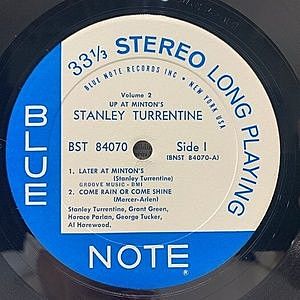 33⅓ STEREO LONG PLAYING
BLUE NOTE RECORDS INC • NEW YORK USA
Volume 2
UP AT MINTON'S
STANLEY TURRENTINE
BST 84070 Side 1
(BNST 84070-A)
1. LATER AT MINTON'S
(Stanley Turrentine)
GROOVE MUSIC - BMI
2. COME RAIN OR COME SHINE
(Mercer-Arlen)
Stanley Turrentine, Grant Green,
Horace Parlan, George Tucker,
Al Harewood.
BLUE
NOTE
®